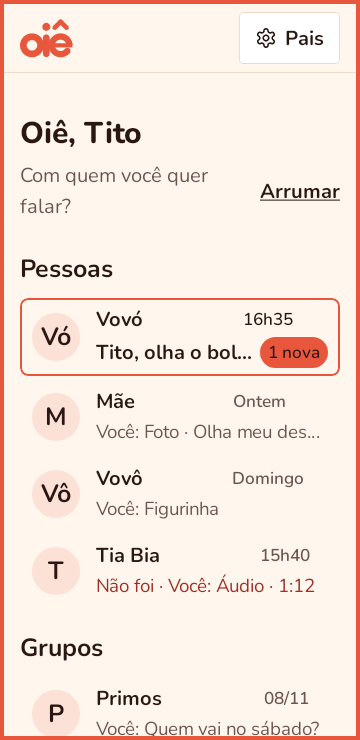 oiê
Pais
Oiê, Tito
Com quem você quer
falar?
Arrumar
Pessoas
Vó
Vovó
16h35
Tito, olha o bol...
1 nova
M
Mãe
Ontem
Você: Foto · Olha meu des...
Vô
Vovô
Domingo
Você: Figurinha
T
Tia Bia
15h40
Não foi · Você: Áudio · 1:12
Grupos
P
Primos
08/11
Você: Quem vai no sábado?